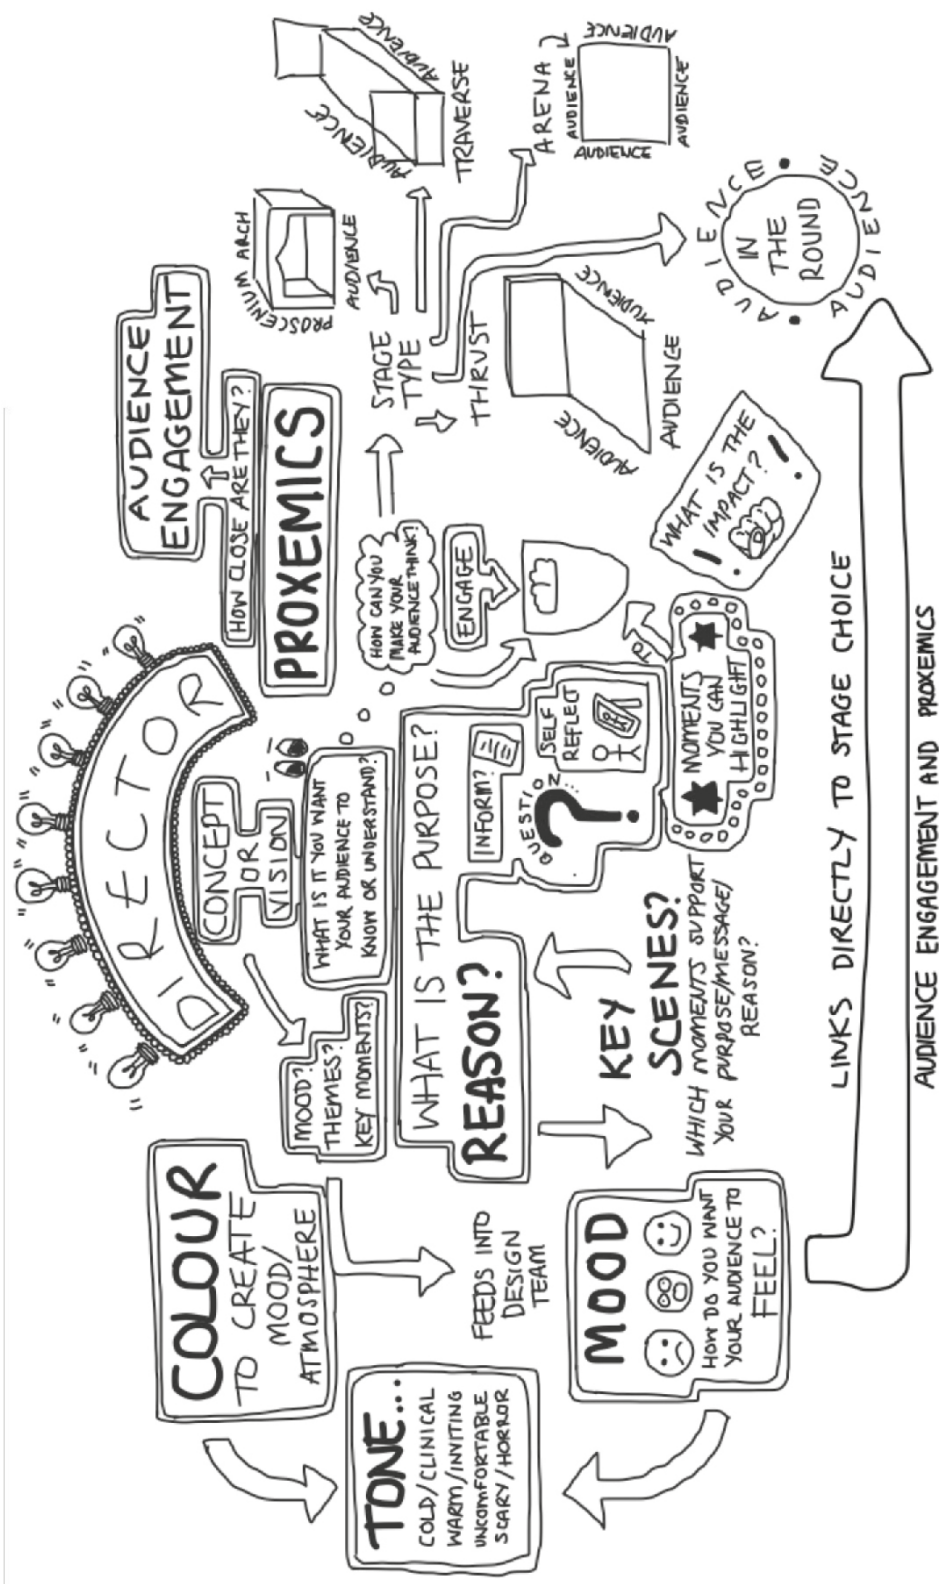 DIRECTOR
CONCEPT
OR
VISION
WHAT IS IT YOU WANT
YOUR AUDIENCE TO
KNOW OR UNDERSTAND?
MOOD?
THEMES?
KEY MOMENTS?
COLOUR
TO CREATE
MOOD/
ATMOSPHERE
TONE...
COLD/CLINICAL
WARM/INVITING
UNCOMFORTABLE
SCARY/HORROR
FEEDS INTO
DESIGN
TEAM
MOOD
HOW DO YOU WANT
YOUR AUDIENCE TO
FEEL?
WHAT IS THE PURPOSE?
REASON?
INFORM?
QUESTION...
?
SELF
REFLECT
KEY
SCENES?
WHICH MOMENTS SUPPORT
YOUR PURPOSE/MESSAGE/
REASON?
MOMENTS
YOU CAN
HIGHLIGHT
TO
HOW CAN YOU
MAKE YOUR
AUDIENCE THINK?
ENGAGE
WHAT IS THE
IMPACT?
! !
AUDIENCE
ENGAGEMENT
HOW CLOSE ARE THEY?
PROXEMICS
STAGE
TYPE
PROSCENIUM ARCH
AUDIENCE
TRAVERSE
AUDIENCE
AUDIENCE
AUDIENCE
AUDIENCE
ARENA
AUDIENCE
AUDIENCE
AUDIENCE
AUDIENCE
THRUST
AUDIENCE
AUDIENCE
AUDIENCE
IN
THE
ROUND
AUDIENCE • AUDIENCE •
LINKS DIRECTLY TO STAGE CHOICE
AUDIENCE ENGAGEMENT AND PROXEMICS